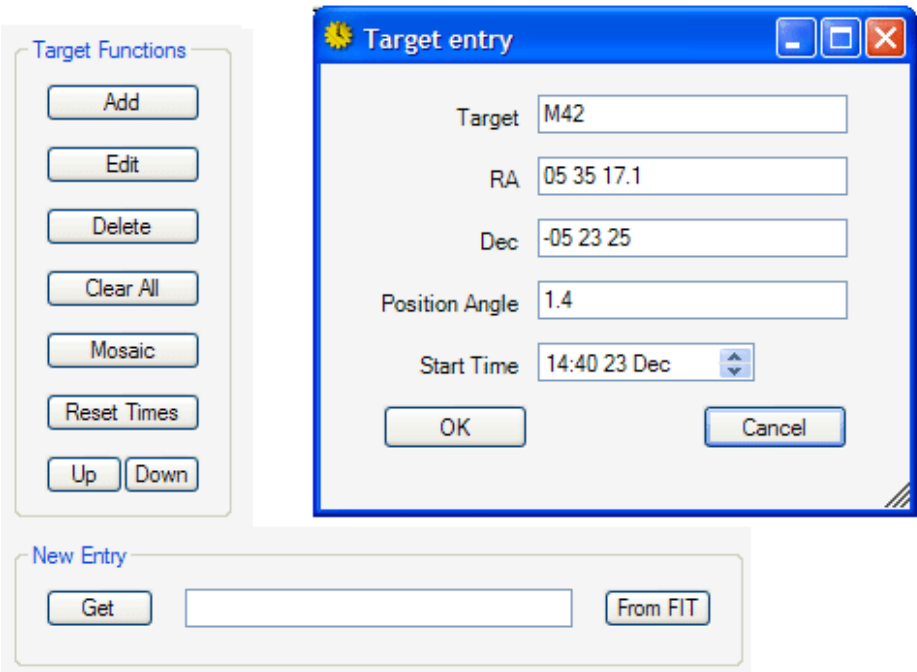 Target Functions
Add
Edit
Delete
Clear All
Mosaic
Reset Times
Up Down
Target entry
Target M42
RA 05 35 17.1
Dec -05 23 25
Position Angle 1.4
Start Time 14:40 23 Dec
OK Cancel
New Entry
Get From FIT